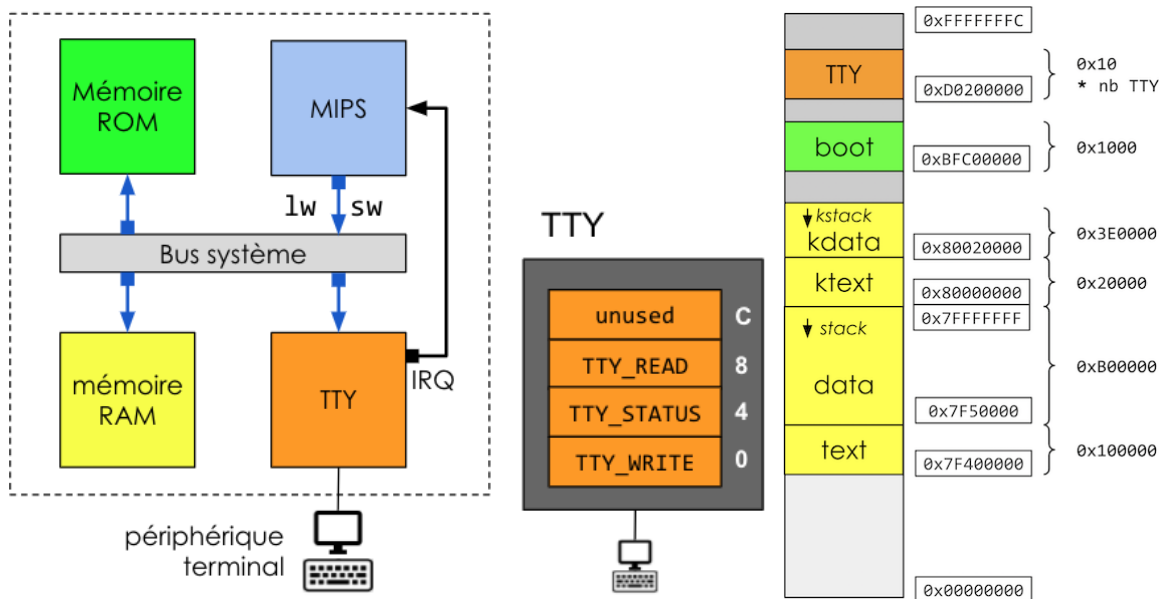 Mémoire
ROM
MIPS
lw sw
Bus système
mémoire
RAM
TTY
IRQ
périphérique
terminal
TTY
unused C
TTY_READ 8
TTY_STATUS 4
TTY_WRITE 0
0xFFFFFFFC
TTY
0xD0200000
0x10
* nb TTY
boot
0xBFC00000
0x1000
kstack
kdata
0x80020000
0x3E0000
ktext
0x80000000
0x20000
0x7FFFFFFF
stack
data
0x7F50000
0xB00000
text
0x7F400000
0x100000
0x00000000